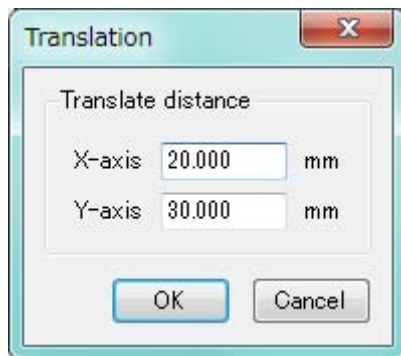 Translation
Translate distance
X-axis 20.000 mm
Y-axis 30.000 mm
OK Cancel